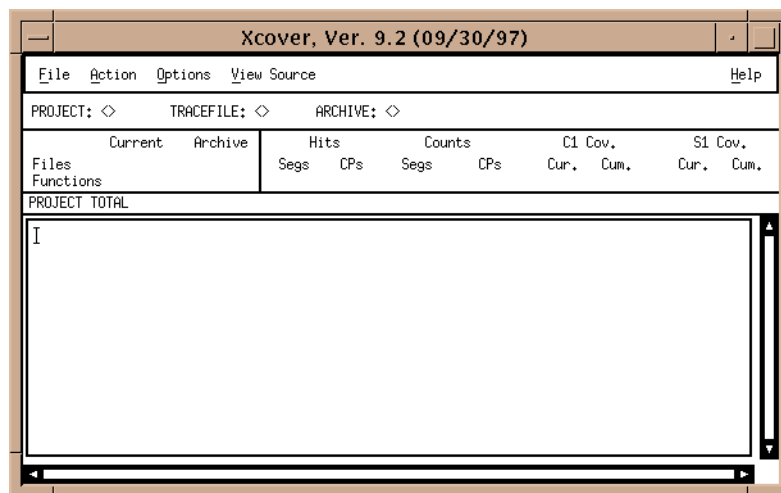 Xcover, Ver. 9.2 (09/30/97)
File Action Options View Source Help
PROJECT: <> TRACEFILE: <> ARCHIVE: <>
Current Archive Hits Counts C1 Cov. S1 Cov.
Files Segs CPs Segs CPs Cur. Cum. Cur. Cum.
Functions
PROJECT TOTAL